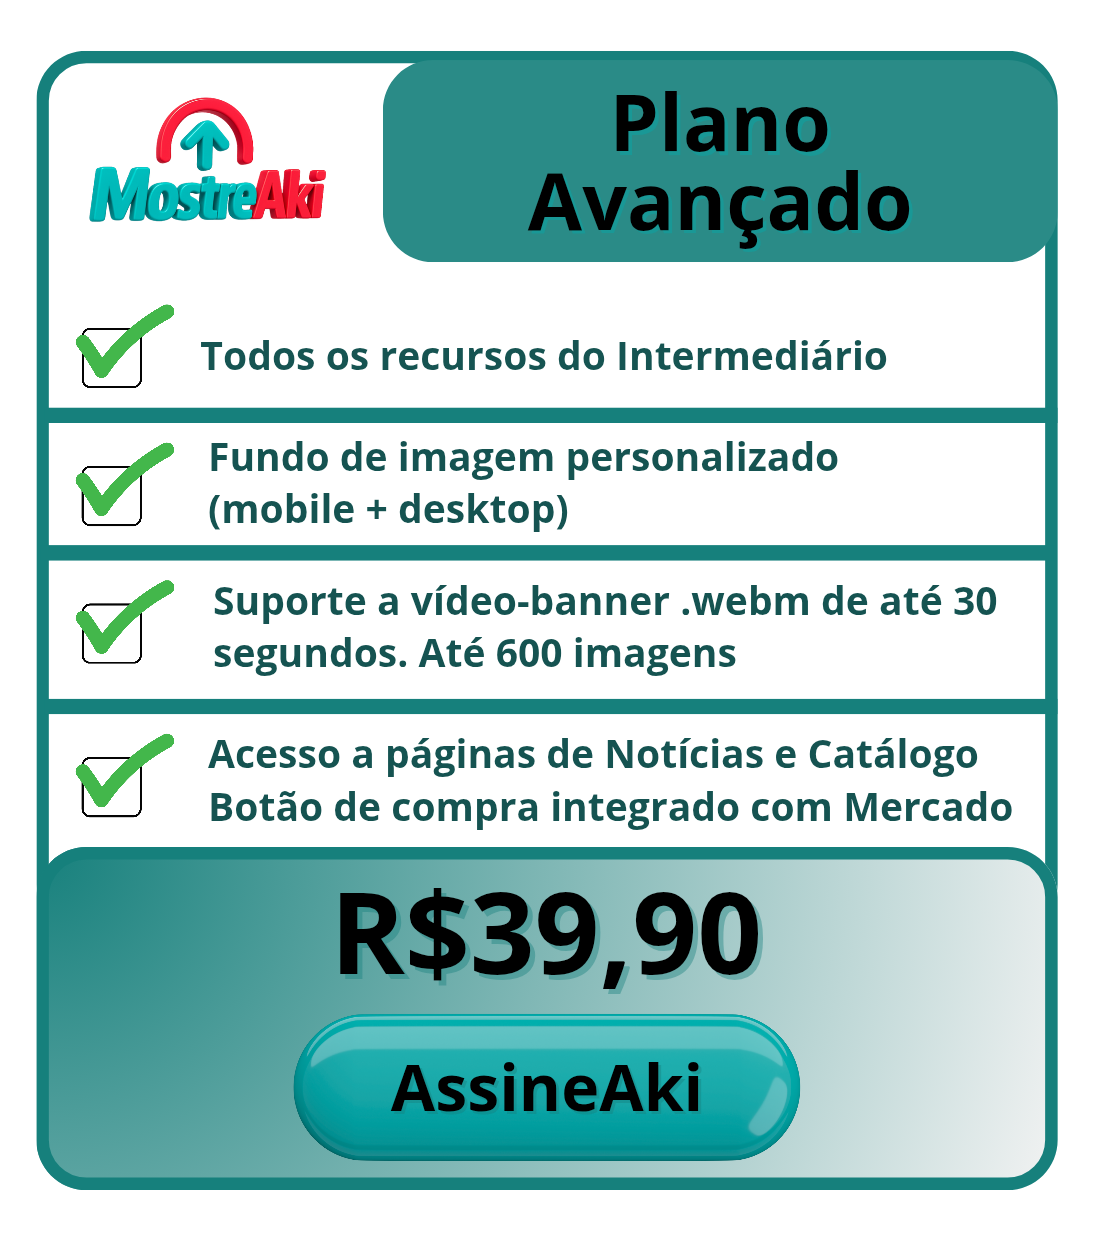 MostreAki
Plano
Avançado
Todos os recursos do Intermediário
Fundo de imagem personalizado
(mobile + desktop)
Suporte a vídeo-banner .webm de até 30
segundos. Até 600 imagens
Acesso a páginas de Notícias e Catálogo
Botão de compra integrado com Mercado
R$39,90
AssineAki